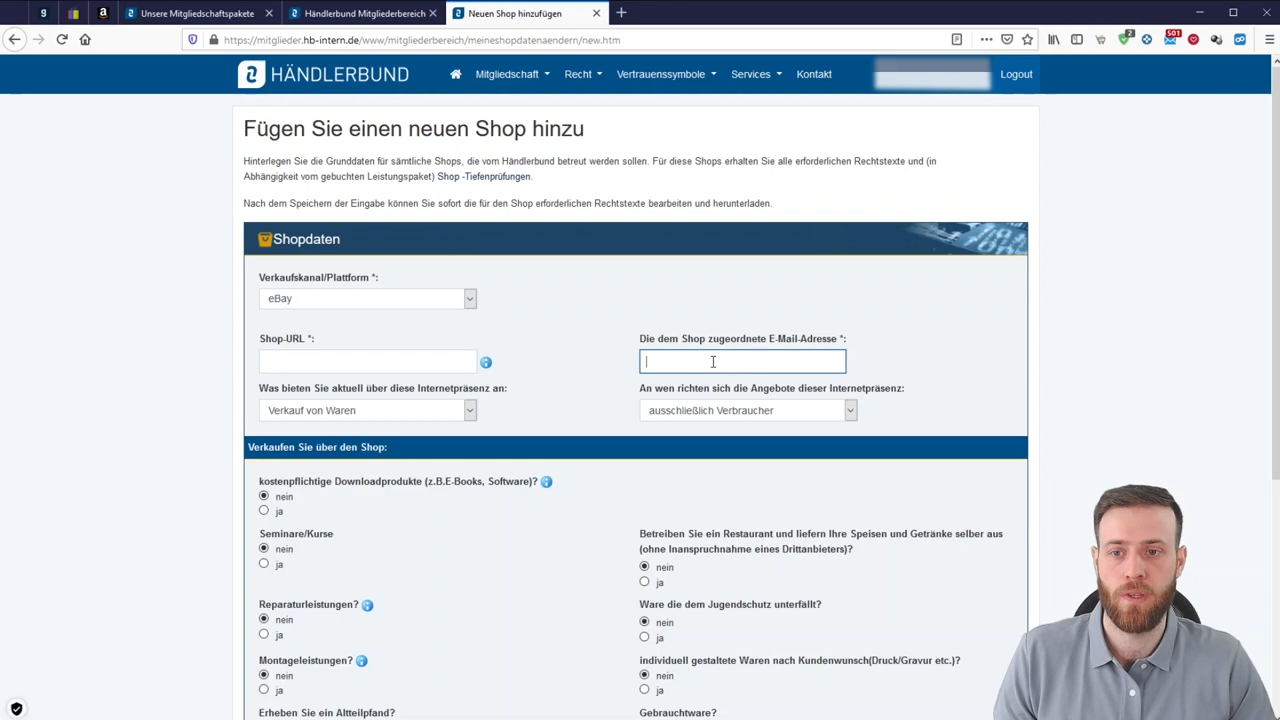 Unsere Mitgliedschaftspakete
Händlerbund Mitgliederbereich
Neuen Shop hinzufügen
https://mitglieder.hb-intern.de/www/mitgliederbereich/meineshopdatenaendern/new.htm
2
501
HÄNDLERBUND
Mitgliedschaft
Recht
Vertrauenssymbole
Services
Kontakt
Logout
Fügen Sie einen neuen Shop hinzu
Hinterlegen Sie die Grunddaten für sämtliche Shops, die vom Händlerbund betreut werden sollen. Für diese Shops erhalten Sie alle erforderlichen Rechtstexte und (in
Abhängigkeit vom gebuchten Leistungspaket) Shop -Tiefenprüfungen.
Nach dem Speichern der Eingabe können Sie sofort die für den Shop erforderlichen Rechtstexte bearbeiten und herunterladen.
Shopdaten
Verkaufskanal/Plattform *:
eBay
Shop-URL *:
Die dem Shop zugeordnete E-Mail-Adresse *:
Was bieten Sie aktuell über diese Internetpräsenz an:
An wen richten sich die Angebote dieser Internetpräsenz:
Verkauf von Waren
ausschließlich Verbraucher
Verkaufen Sie über den Shop:
kostenpflichtige Downloadprodukte (z.B.E-Books, Software)?
nein
ja
Seminare/Kurse
nein
ja
Betreiben Sie ein Restaurant und liefern Ihre Speisen und Getränke selber aus
(ohne Inanspruchnahme eines Drittanbieters)?
nein
ja
Reparaturleistungen?
nein
ja
Ware die dem Jugendschutz unterfällt?
nein
ja
Montageleistungen?
nein
ja
individuell gestaltete Waren nach Kundenwunsch(Druck/Gravur etc.)?
nein
ja
Erheben Sie ein Altteilpfand?
Gebrauchtware?